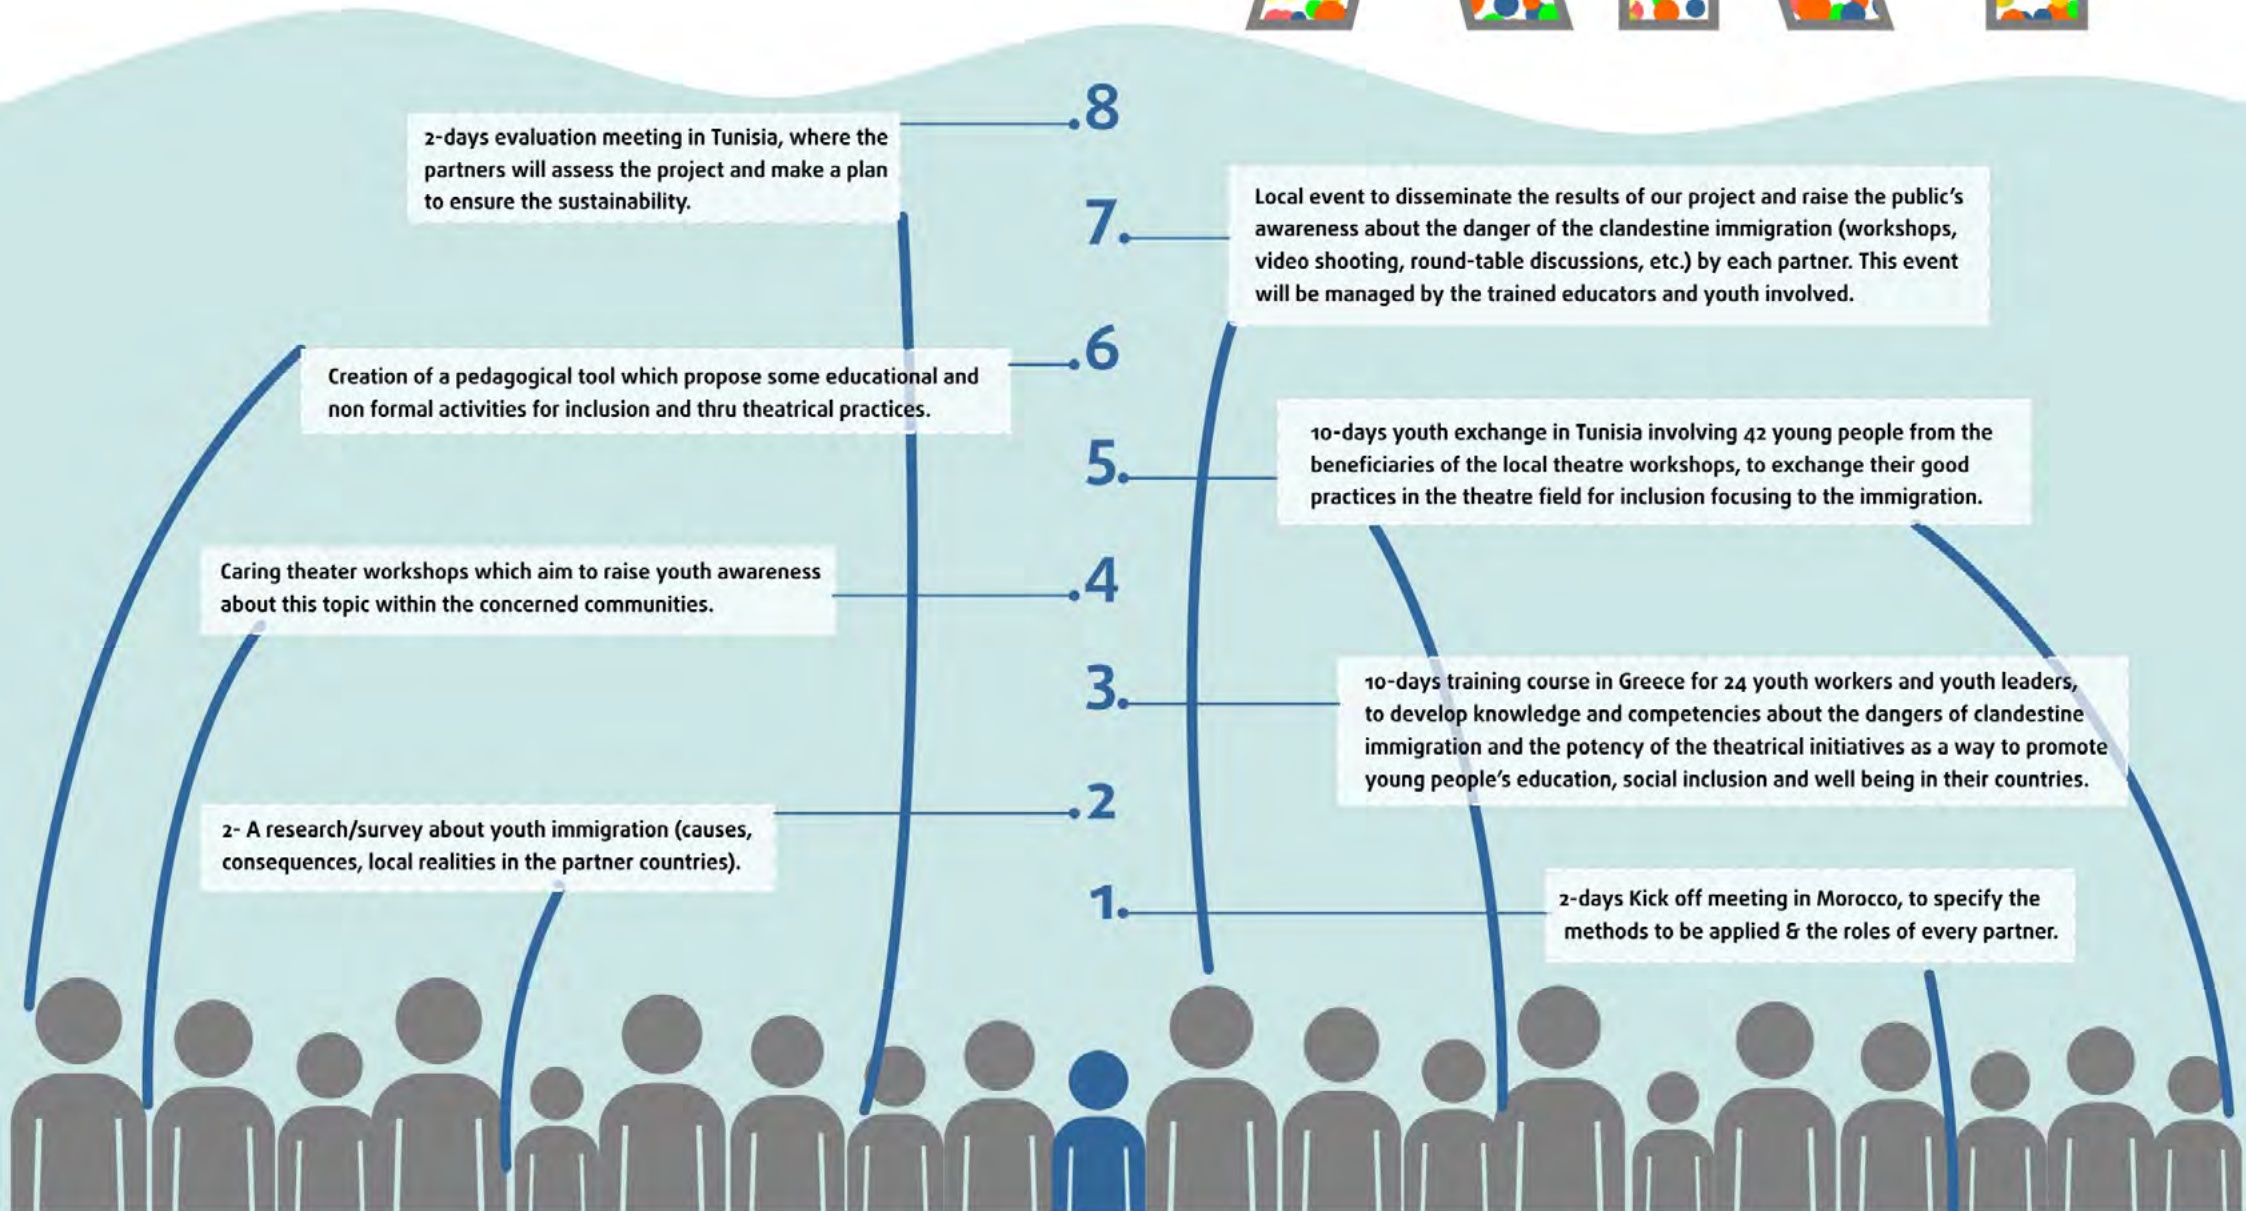 .8
2-days evaluation meeting in Tunisia, where the
partners will assess the project and make a plan
to ensure the sustainability.
7.
Local event to disseminate the results of our project and raise the public's
awareness about the danger of the clandestine immigration (workshops,
video shooting, round-table discussions, etc.) by each partner. This event
will be managed by the trained educators and youth involved.
.6
Creation of a pedagogical tool which propose some educational and
non formal activities for inclusion and thru theatrical practices.
5.
10-days youth exchange in Tunisia involving 42 young people from the
beneficiaries of the local theatre workshops, to exchange their good
practices in the theatre field for inclusion focusing to the immigration.
.4
Caring theater workshops which aim to raise youth awareness
about this topic within the concerned communities.
3.
10-days training course in Greece for 24 youth workers and youth leaders,
to develop knowledge and competencies about the dangers of clandestine
immigration and the potency of the theatrical initiatives as a way to promote
young people's education, social inclusion and well being in their countries.
.2
2- A research/survey about youth immigration (causes,
consequences, local realities in the partner countries).
1.
2-days Kick off meeting in Morocco, to specify the
methods to be applied & the roles of every partner.